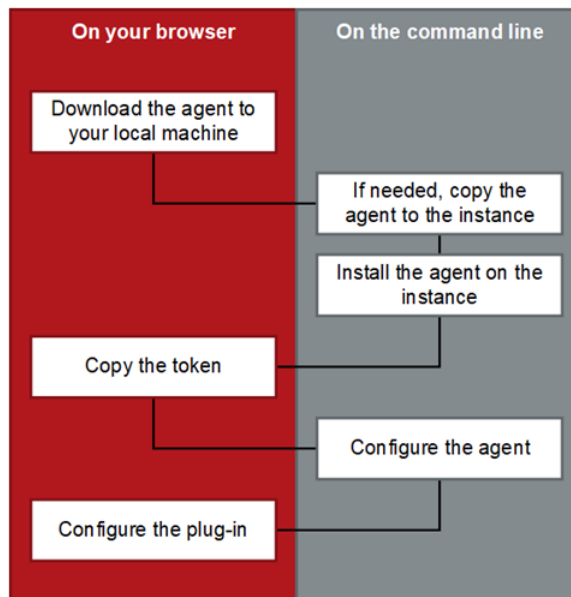 On your browser
On the command line
Download the agent to
your local machine
If needed, copy the
agent to the instance
Install the agent on the
instance
Copy the token
Configure the agent
Configure the plug-in